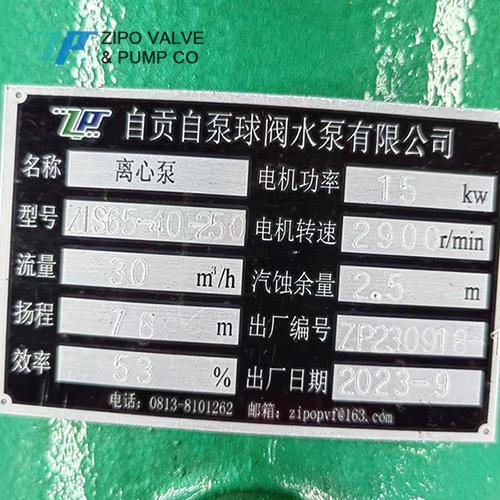 ZIPO VALVE
& PUMP CO
ZP 自贡自泵球阀水泵有限公司
名称 离心泵 电机功率 15 kw
型号 ZIS65-40-250 电机转速 2900 r/min
流量 30 m³/h 汽蚀余量 2.5 m
扬程 78 m 出厂编号 ZP230918
效率 53 % 出厂日期 2023-9
电话: 0813-8101262 邮箱: zipopvf@163.com